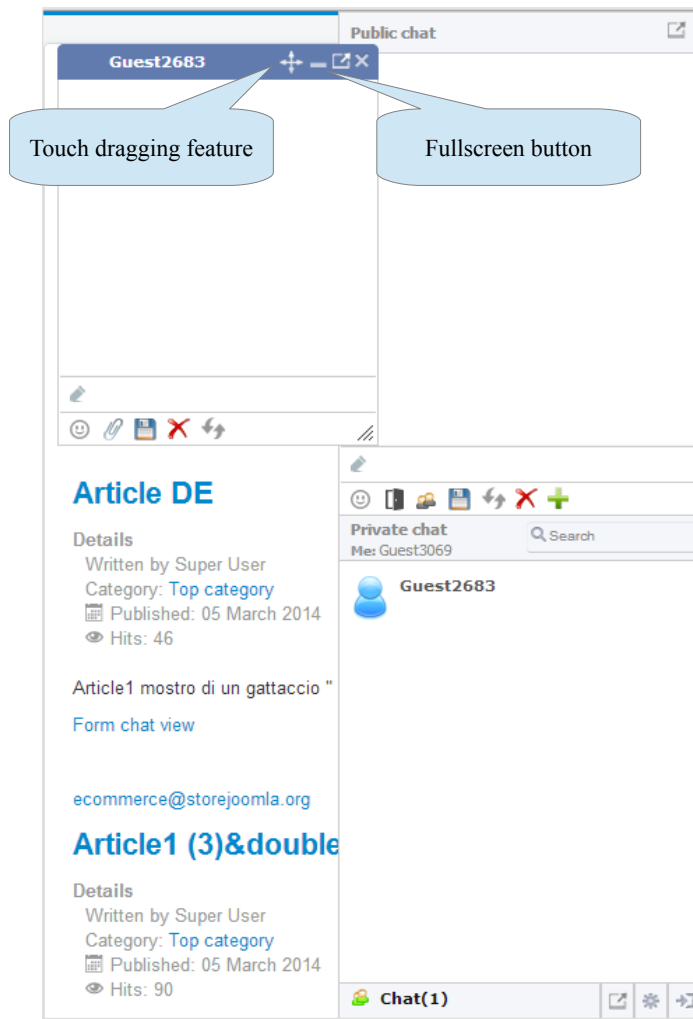 Public chat
Guest2683
Touch dragging feature
Fullscreen button
Article DE
Details
Written by Super User
Category: Top category
Published: 05 March 2014
Hits: 46
Article1 mostro di un gattaccio "
Form chat view
ecommerce@storejoomla.org
Article1 (3)&double
Details
Written by Super User
Category: Top category
Published: 05 March 2014
Hits: 90
Private chat
Me: Guest3069
Search
Guest2683
Chat(1)